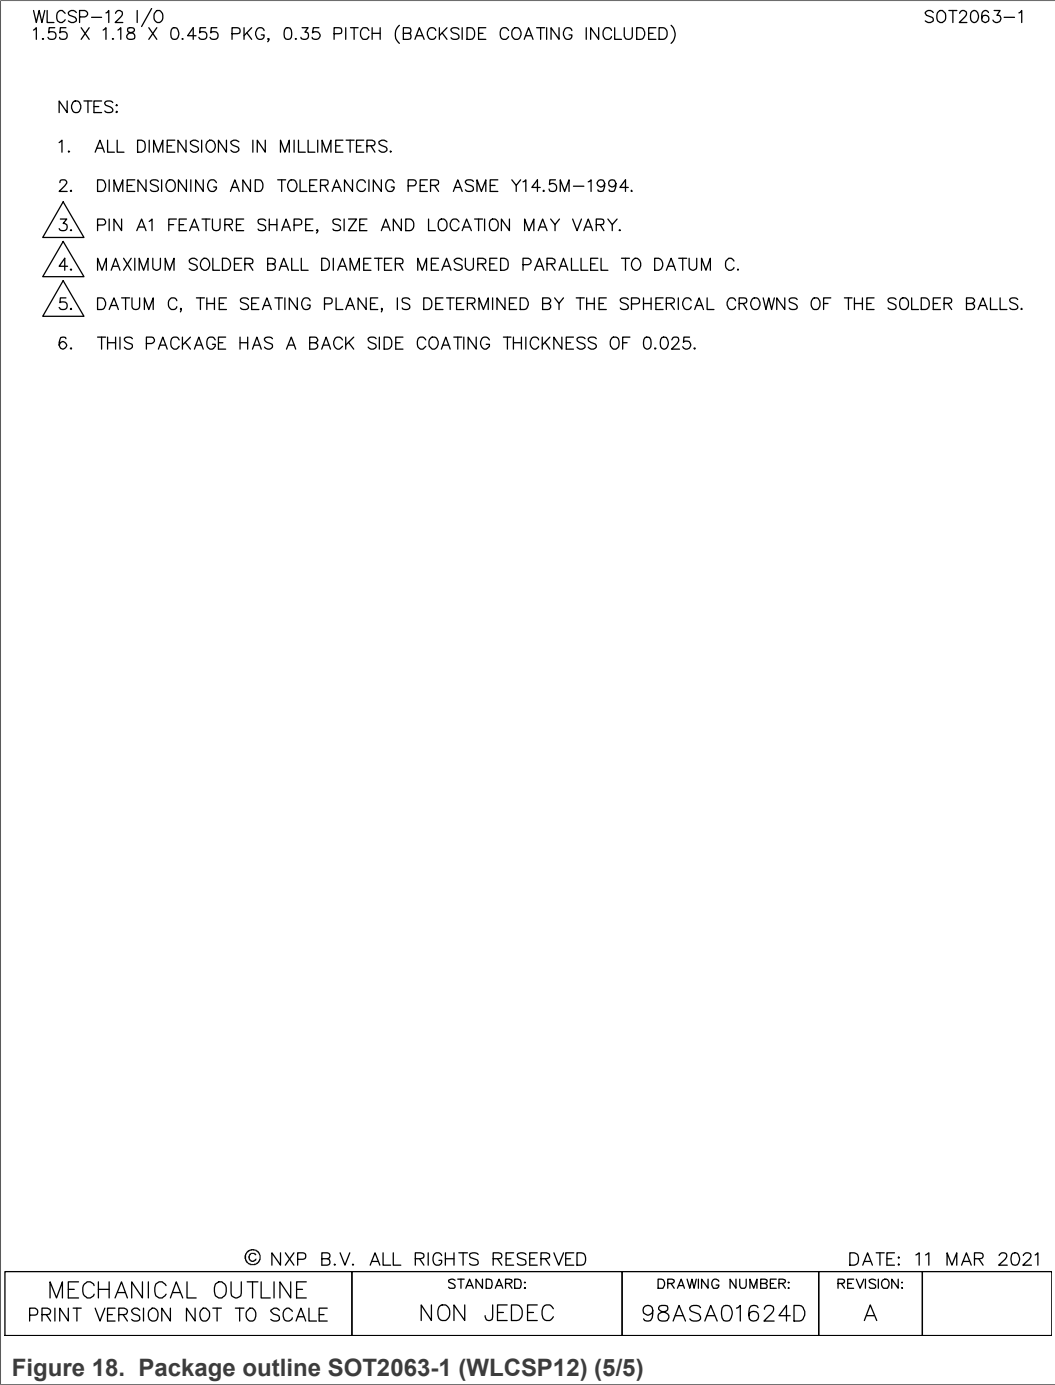 WLCSP-12 I/O SOT2063-1
1.55 X 1.18 X 0.455 PKG, 0.35 PITCH (BACKSIDE COATING INCLUDED)
NOTES:
1. ALL DIMENSIONS IN MILLIMETERS.
2. DIMENSIONING AND TOLERANCING PER ASME Y14.5M-1994.
3. PIN A1 FEATURE SHAPE, SIZE AND LOCATION MAY VARY.
4. MAXIMUM SOLDER BALL DIAMETER MEASURED PARALLEL TO DATUM C.
5. DATUM C, THE SEATING PLANE, IS DETERMINED BY THE SPHERICAL CROWNS OF THE SOLDER BALLS.
6. THIS PACKAGE HAS A BACK SIDE COATING THICKNESS OF 0.025.
© NXP B.V. ALL RIGHTS RESERVED DATE: 11 MAR 2021
MECHANICAL OUTLINE
PRINT VERSION NOT TO SCALE
STANDARD:
NON JEDEC
DRAWING NUMBER:
98ASA01624D
REVISION:
A
Figure 18. Package outline SOT2063-1 (WLCSP12) (5/5)